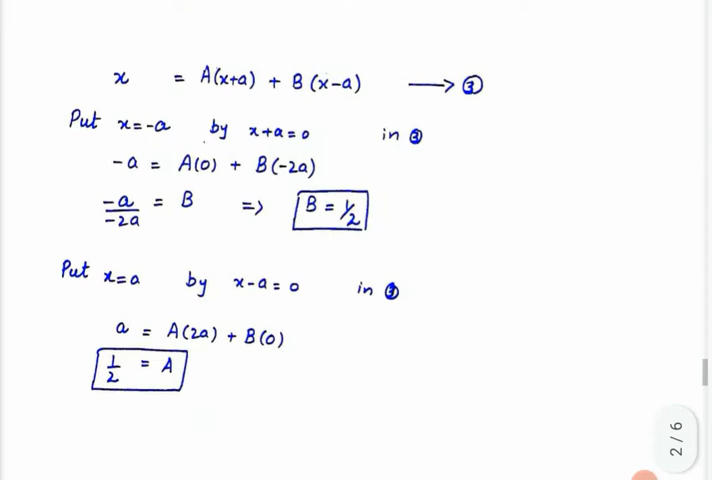 x = A(x+a) + B(x-a) ⟶ ③
Put x=-a by x+a=0 in ③
-a = A(0) + B(-2a)
-a/-2a = B => B = 1/2
Put x=a by x-a=0 in ③
a = A(2a) + B(0)
1/2 = A
2/6